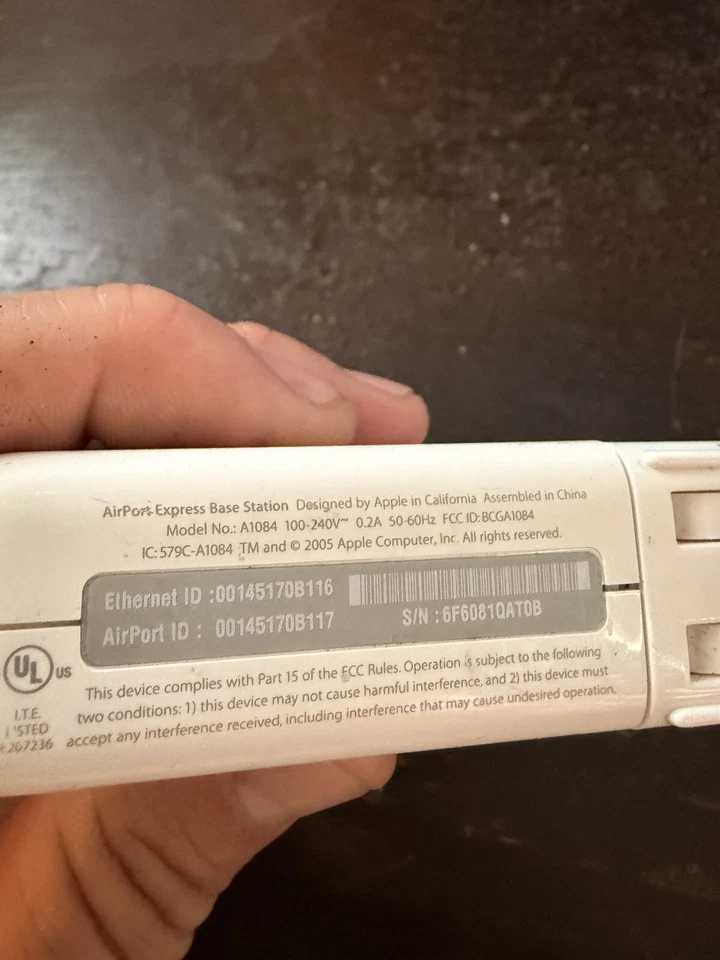 AirPort Express Base Station Designed by Apple in California Assembled in China
Model No.: A1084 100-240V~ 0.2A 50-60Hz FCC ID: BCGA1084
IC: 579C-A1084 TM and © 2005 Apple Computer, Inc. All rights reserved.
Ethernet ID :00145170B116
AirPort ID : 00145170B117
S/N : 6F6081QAT0B
UL US
I.T.E.
LISTED
E207236
This device complies with Part 15 of the FCC Rules. Operation is subject to the following
two conditions: 1) this device may not cause harmful interference, and 2) this device must
accept any interference received, including interference that may cause undesired operation.